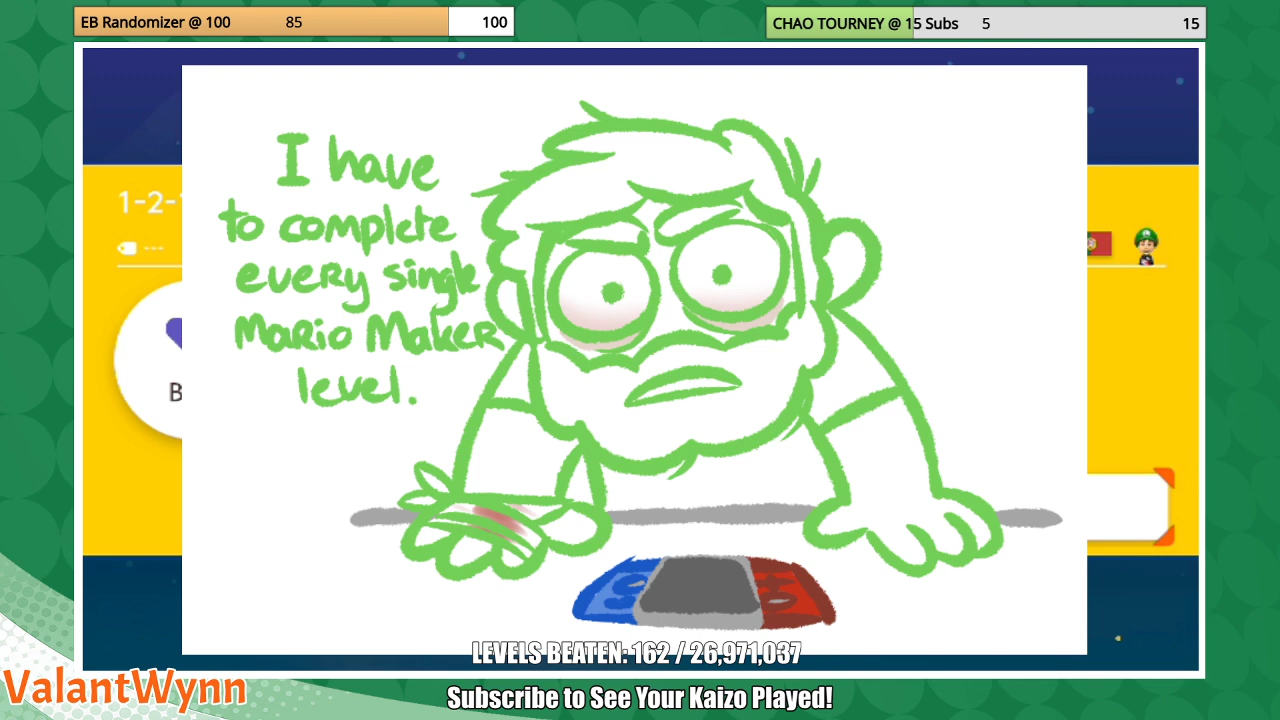 EB Randomizer @ 100 85 100
CHAO TOURNEY @ 15 Subs 5 15
I have
to complete
every single
Mario Maker
level.
1-2-
---
B
LEVELS BEATEN: 162 / 26,971,037
ValantWynn
Subscribe to See Your Kaizo Played!